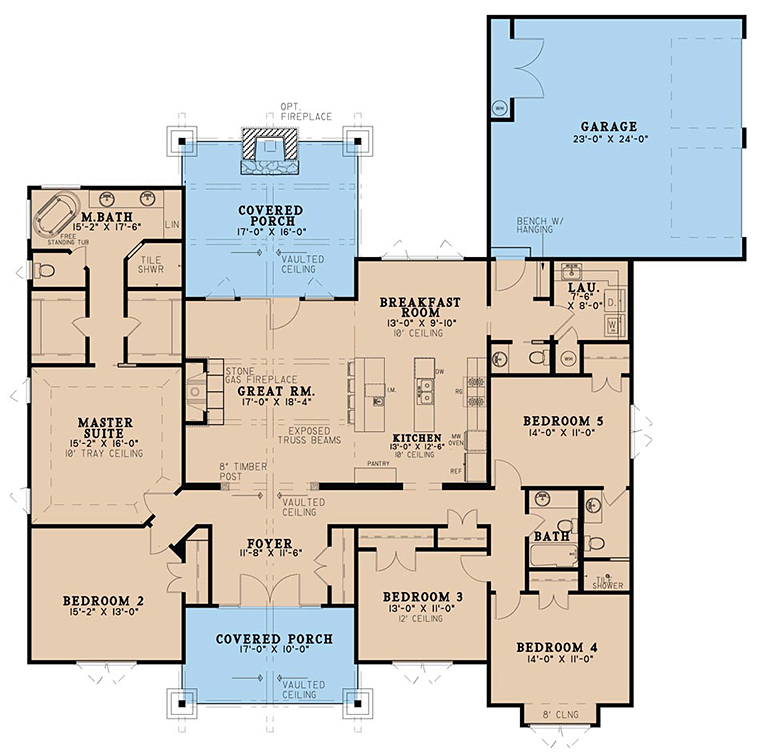 OPT.
FIREPLACE
WH
GARAGE
23'-0" X 24'-0"
M.BATH
15'-2" X 17'-6"
LIN
FREE
STANDING TUB
TILE
SHWR
COVERED
PORCH
17'-0" X 16'-0"
VAULTED
CEILING
BENCH W/
HANGING
BREAKFAST
ROOM
13'-0" X 9'-10"
10' CEILING
LAU.
7'-6"
X 8'-0"
D.
W
WH
STONE
GAS FIREPLACE
GREAT RM.
17'-0" X 18'-4"
EXPOSED
TRUSS BEAMS
I.M.
DW
RG
KITCHEN
13'-0" X 12'-6"
10' CEILING
MW
OVEN
REF
PANTRY
MASTER
SUITE
15'-2" X 16'-0"
10' TRAY CEILING
BEDROOM 5
14'-0" X 11'-0"
8" TIMBER
POST
VAULTED
CEILING
FOYER
11'-8" X 11'-6"
BATH
TILE
SHOWER
BEDROOM 2
15'-2" X 13'-0"
BEDROOM 3
13'-0" X 11'-0"
12' CEILING
COVERED PORCH
17'-0" X 10'-0"
VAULTED
CEILING
BEDROOM 4
14'-0" X 11'-0"
8' CLNG